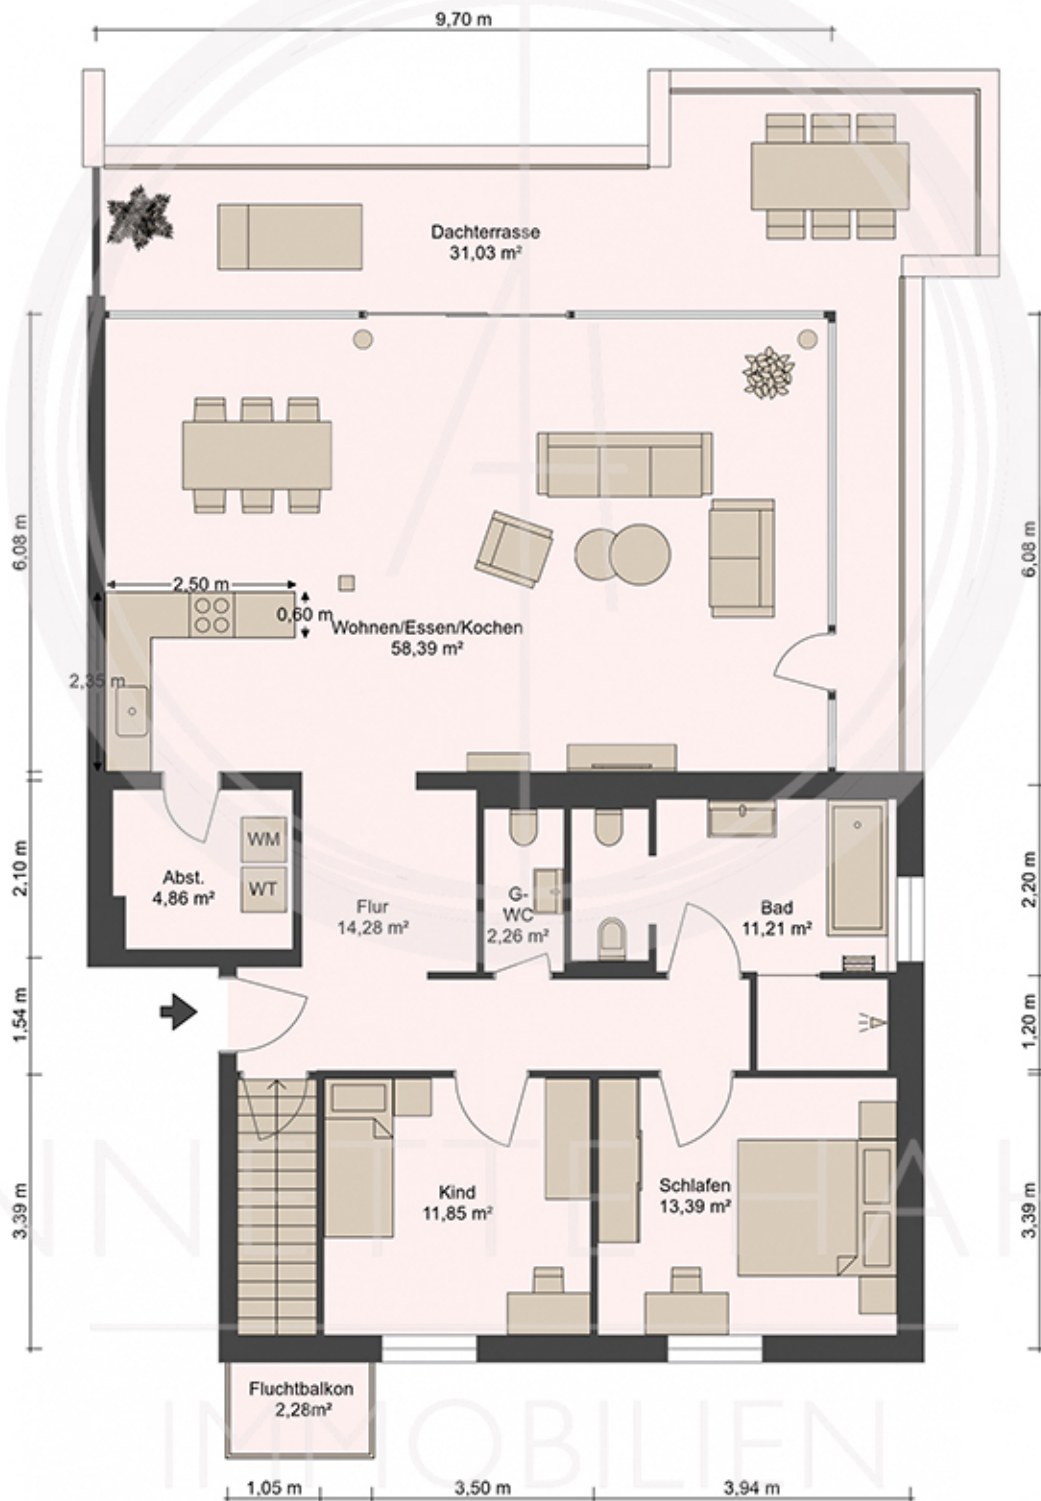 9,70 m
Dachterrasse
31,03 m²
6,08 m
6,08 m
2,50 m
0,60 m
Wohnen/Essen/Kochen
58,39 m²
2,35 m
2,10 m
2,20 m
WM
WT
Abst.
4,86 m²
Flur
14,28 m²
G-
WC
2,26 m²
Bad
11,21 m²
1,54 m
1,20 m
3,39 m
3,39 m
Kind
11,85 m²
Schlafen
13,39 m²
Fluchtbalkon
2,28m²
IMMOBILIEN
1,05 m
3,50 m
3,94 m